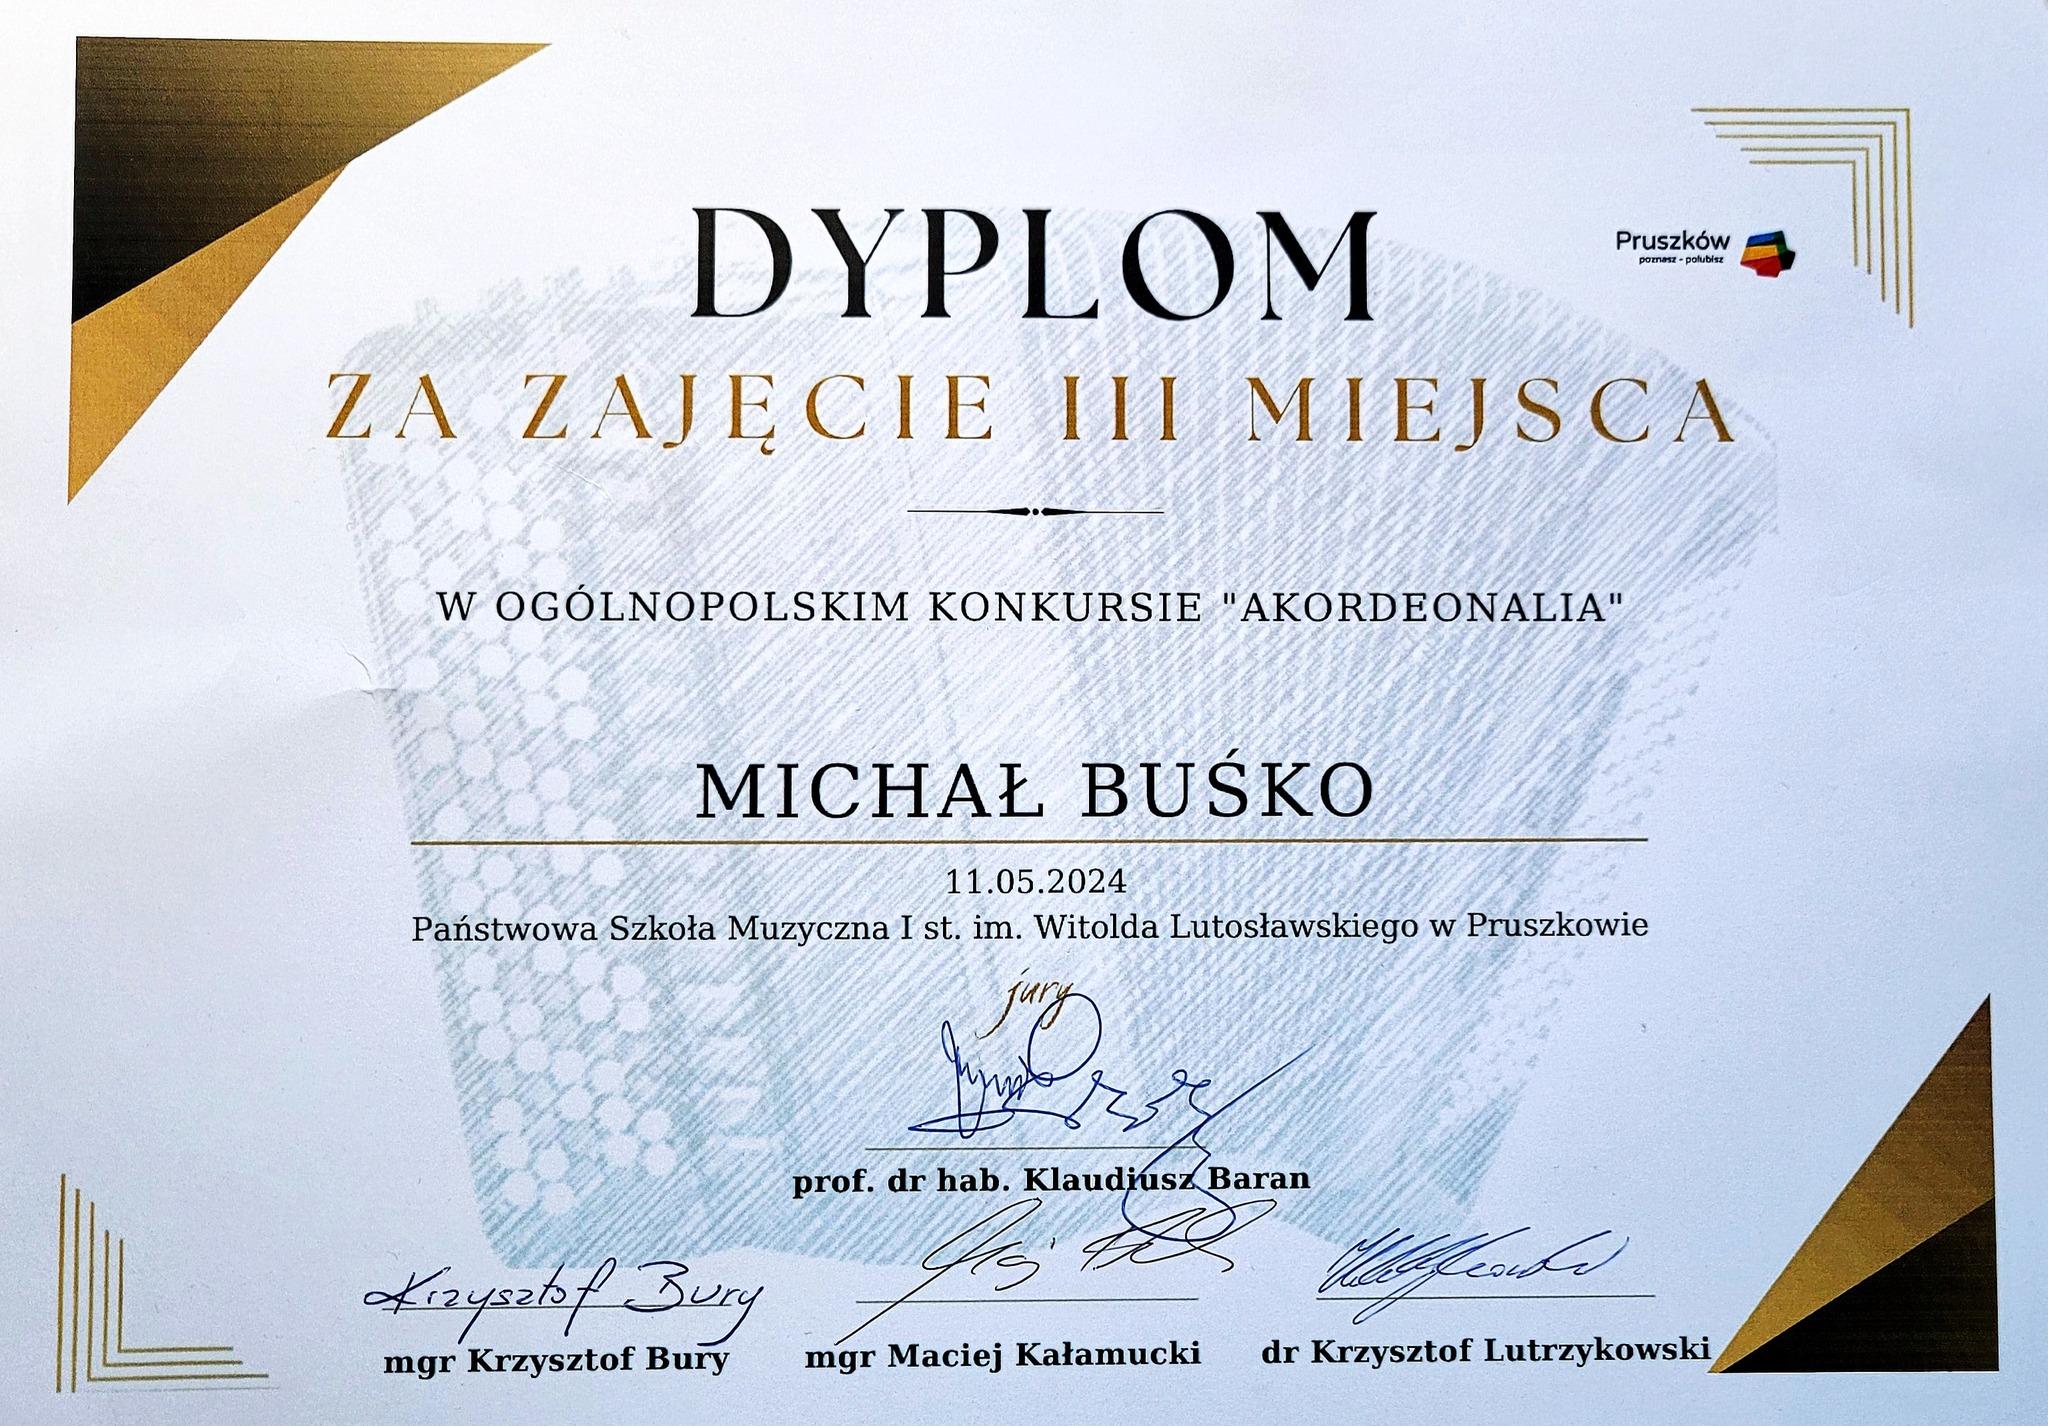 DYPLOM
Pruszków
poznasz - polubisz
ZA ZAJĘCIE III MIEJSCA
W OGÓLNOPOLSKIM KONKURSIE "AKORDEONALIA"
MICHAŁ BUŚKO
11.05.2024
Państwowa Szkoła Muzyczna I st. im. Witolda Lutosławskiego w Pruszkowie
jury
prof. dr hab. Klaudiusz Baran
Krzysztof Bury
mgr Krzysztof Bury
mgr Maciej Kałamucki
dr Krzysztof Lutrzykowski